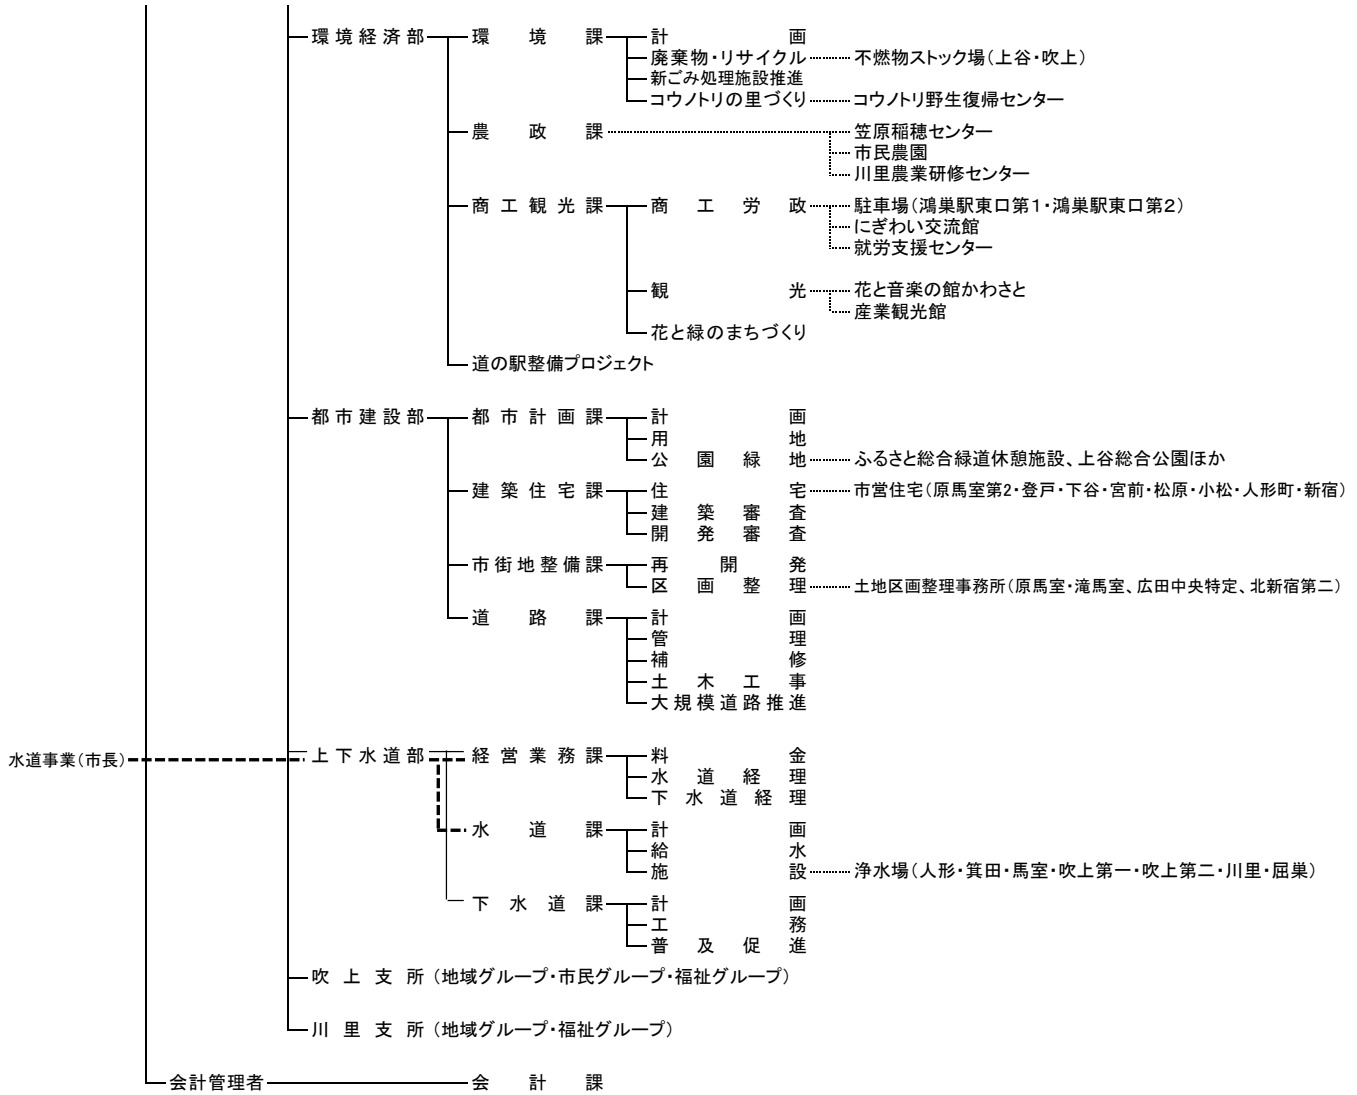 環境経済部 環境課 計画
廃棄物・リサイクル 不燃物ストック場（上谷・吹上）
新ごみ処理施設推進
コウノトリの里づくり コウノトリ野生復帰センター
農政課 笠原稲穂センター
市民農園
川里農業研修センター
商工観光課 商工労政 駐車場（鴻巣駅東口第１・鴻巣駅東口第２）
にぎわい交流館
就労支援センター
観光 花と音楽の館かわさと
産業観光館
花と緑のまちづくり
道の駅整備プロジェクト
都市建設部 都市計画課 計画
用地
公園緑地 ふるさと総合緑道休憩施設、上谷総合公園ほか
建築住宅課 住宅 市営住宅（原馬室第2・登戸・下谷・宮前・松原・小松・人形町・新宿）
建築審査
開発審査
市街地整備課 再開発
区画整理 土地区画整理事務所（原馬室・滝馬室、広田中央特定、北新宿第二）
道路課 計画
管理
補修
土木工事
大規模道路推進
水道事業（市長） 上下水道部 経営業務課 料金
水道経理
下水道経理
水道課 計画
給水
施設 浄水場（人形・箕田・馬室・吹上第一・吹上第二・川里・屈巣）
下水道課 計画
工務
普及促進
吹上支所（地域グループ・市民グループ・福祉グループ）
川里支所（地域グループ・福祉グループ）
会計管理者 会計課